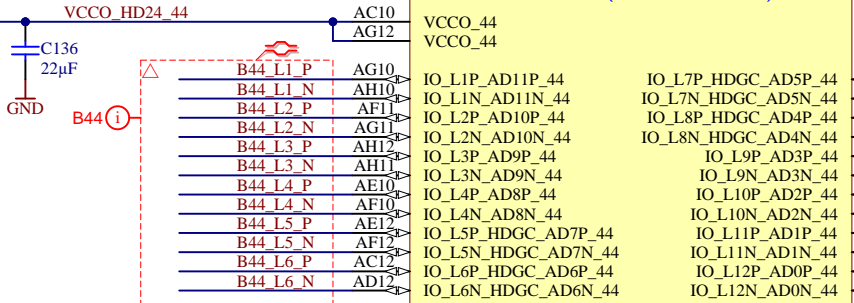 VCCO_HD24_44 AC10 VCCO_44
AG12 VCCO_44
C136
22µF
GND
B44 i
B44_L1_P AG10 IO_L1P_AD11P_44 IO_L7P_HDGC_AD5P_44
B44_L1_N AH10 IO_L1N_AD11N_44 IO_L7N_HDGC_AD5N_44
B44_L2_P AF11 IO_L2P_AD10P_44 IO_L8P_HDGC_AD4P_44
B44_L2_N AG11 IO_L2N_AD10N_44 IO_L8N_HDGC_AD4N_44
B44_L3_P AH12 IO_L3P_AD9P_44 IO_L9P_AD3P_44
B44_L3_N AH11 IO_L3N_AD9N_44 IO_L9N_AD3N_44
B44_L4_P AE10 IO_L4P_AD8P_44 IO_L10P_AD2P_44
B44_L4_N AF10 IO_L4N_AD8N_44 IO_L10N_AD2N_44
B44_L5_P AE12 IO_L5P_HDGC_AD7P_44 IO_L11P_AD1P_44
B44_L5_N AF12 IO_L5N_HDGC_AD7N_44 IO_L11N_AD1N_44
B44_L6_P AC12 IO_L6P_HDGC_AD6P_44 IO_L12P_AD0P_44
B44_L6_N AD12 IO_L6N_HDGC_AD6N_44 IO_L12N_AD0N_44